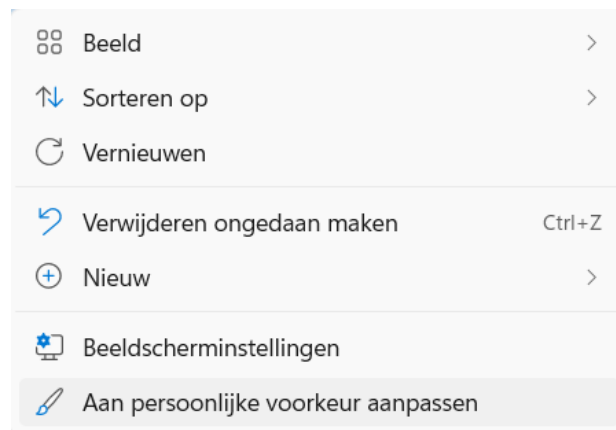 Beeld
Sorteren op
Vernieuwen
Verwijderen ongedaan maken Ctrl+Z
Nieuw
Beeldscherminstellingen
Aan persoonlijke voorkeur aanpassen